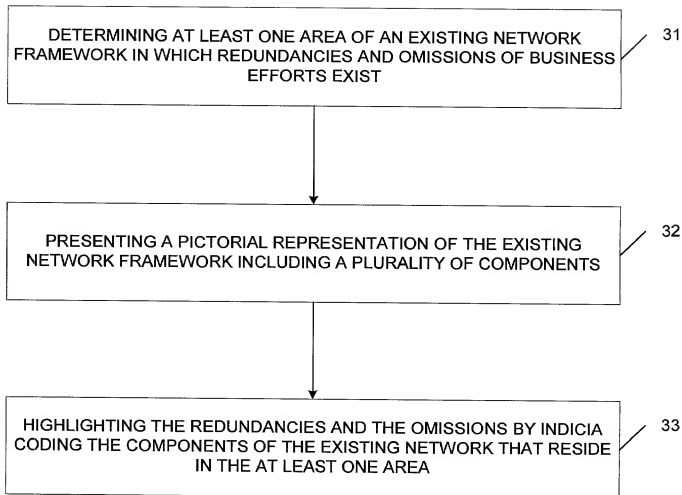 DETERMINING AT LEAST ONE AREA OF AN EXISTING NETWORK
FRAMEWORK IN WHICH REDUNDANCIES AND OMISSIONS OF BUSINESS
EFFORTS EXIST
31
PRESENTING A PICTORIAL REPRESENTATION OF THE EXISTING
NETWORK FRAMEWORK INCLUDING A PLURALITY OF COMPONENTS
32
HIGHLIGHTING THE REDUNDANCIES AND THE OMISSIONS BY INDICIA
CODING THE COMPONENTS OF THE EXISTING NETWORK THAT RESIDE
IN THE AT LEAST ONE AREA
33